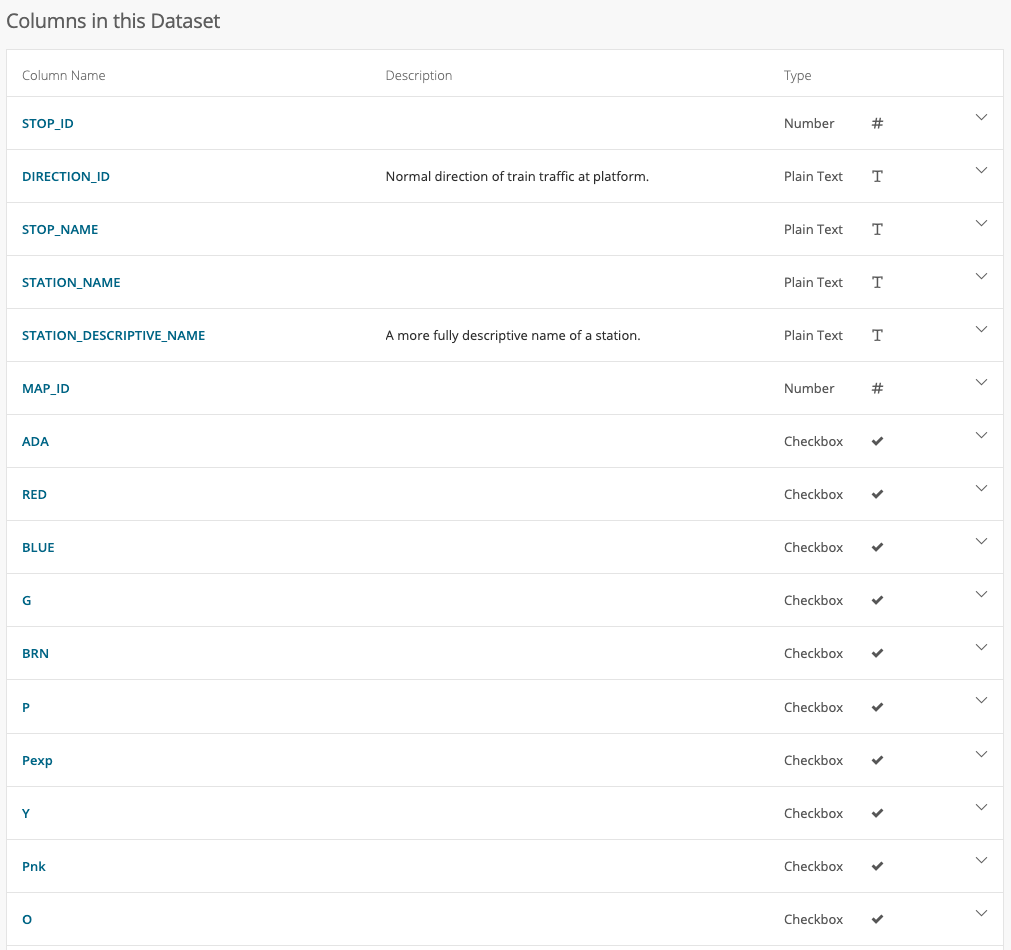 Columns in this Dataset
Column Name Description Type
STOP_ID Number #
DIRECTION_ID Normal direction of train traffic at platform. Plain Text T
STOP_NAME Plain Text T
STATION_NAME Plain Text T
STATION_DESCRIPTIVE_NAME A more fully descriptive name of a station. Plain Text T
MAP_ID Number #
ADA Checkbox
RED Checkbox
BLUE Checkbox
G Checkbox
BRN Checkbox
P Checkbox
Pexp Checkbox
Y Checkbox
Pnk Checkbox
O Checkbox